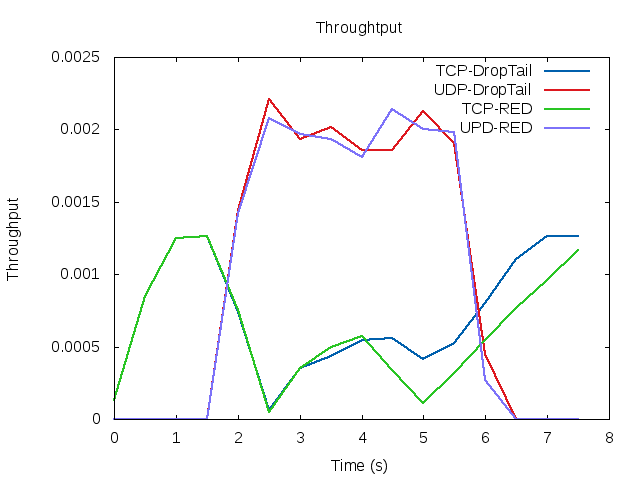 Throughtput
0.0025
0.002
0.0015
0.001
0.0005
0
Throughtput
TCP-DropTail
UDP-DropTail
TCP-RED
UPD-RED
0 1 2 3 4 5 6 7 8
Time (s)